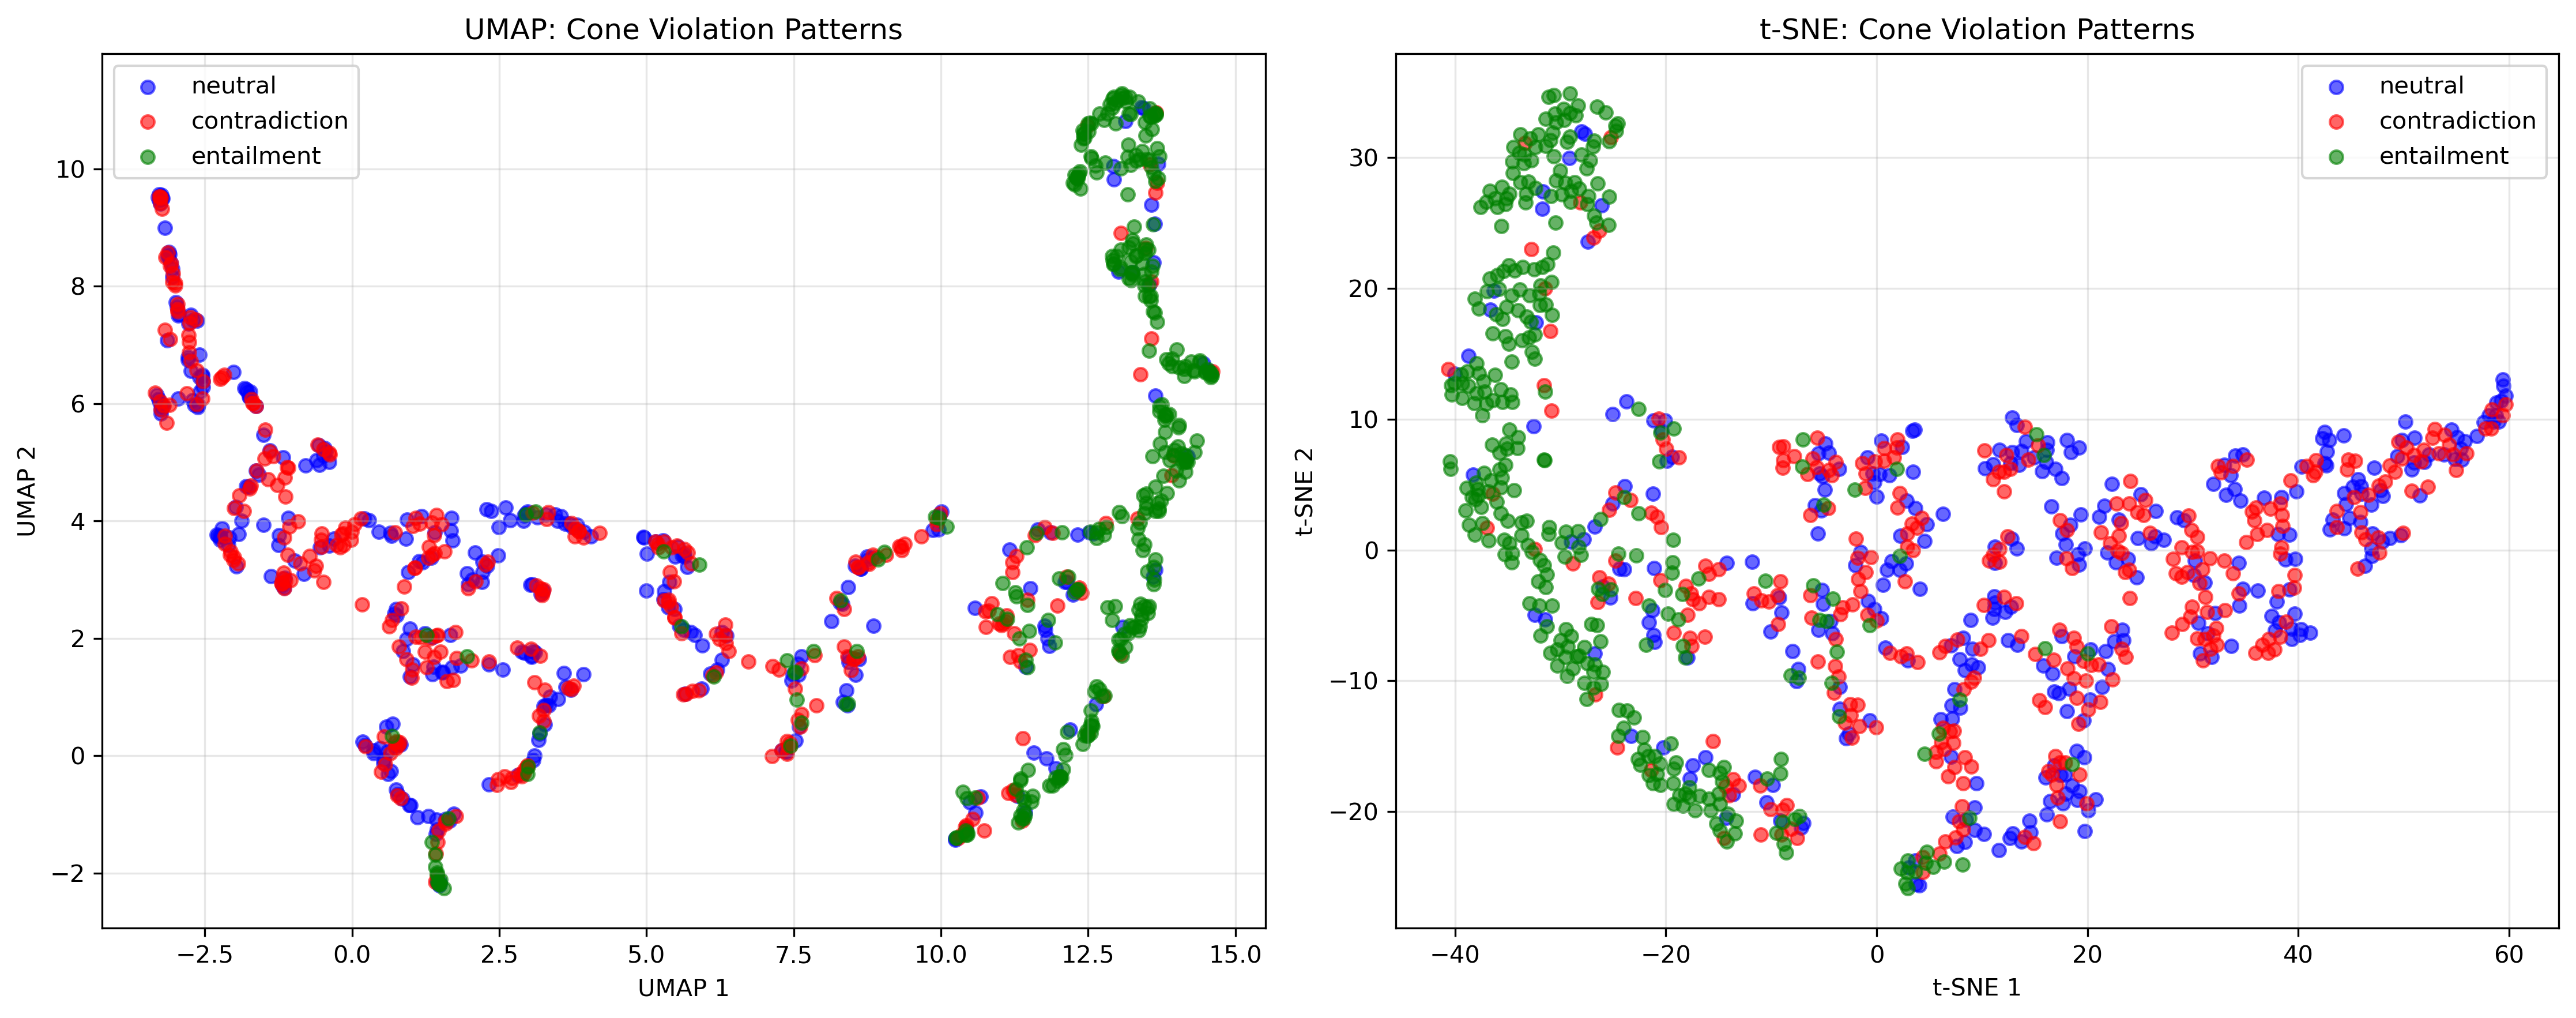 UMAP: Cone Violation Patterns
neutral
contradiction
entailment
10
8
6
4
2
0
−2
UMAP 2
−2.5
0.0
2.5
5.0
7.5
10.0
12.5
15.0
UMAP 1
t-SNE: Cone Violation Patterns
neutral
contradiction
entailment
30
20
10
0
−10
−20
t-SNE 2
−40
−20
0
20
40
60
t-SNE 1